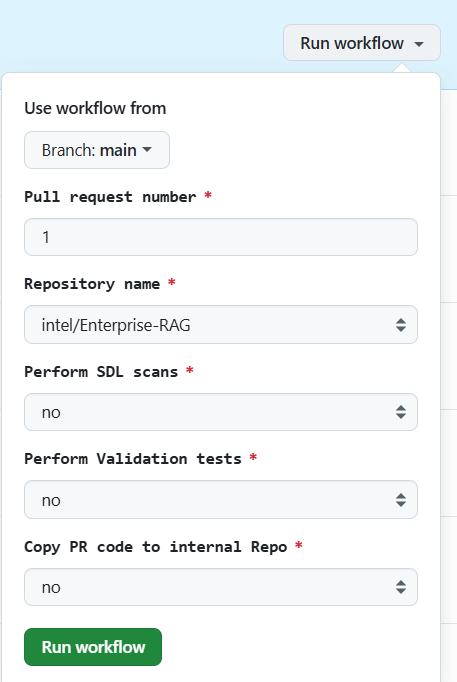 Run workflow
Use workflow from
Branch: main
Pull request number *
1
Repository name *
intel/Enterprise-RAG
Perform SDL scans *
no
Perform Validation tests *
no
Copy PR code to internal Repo *
no
Run workflow